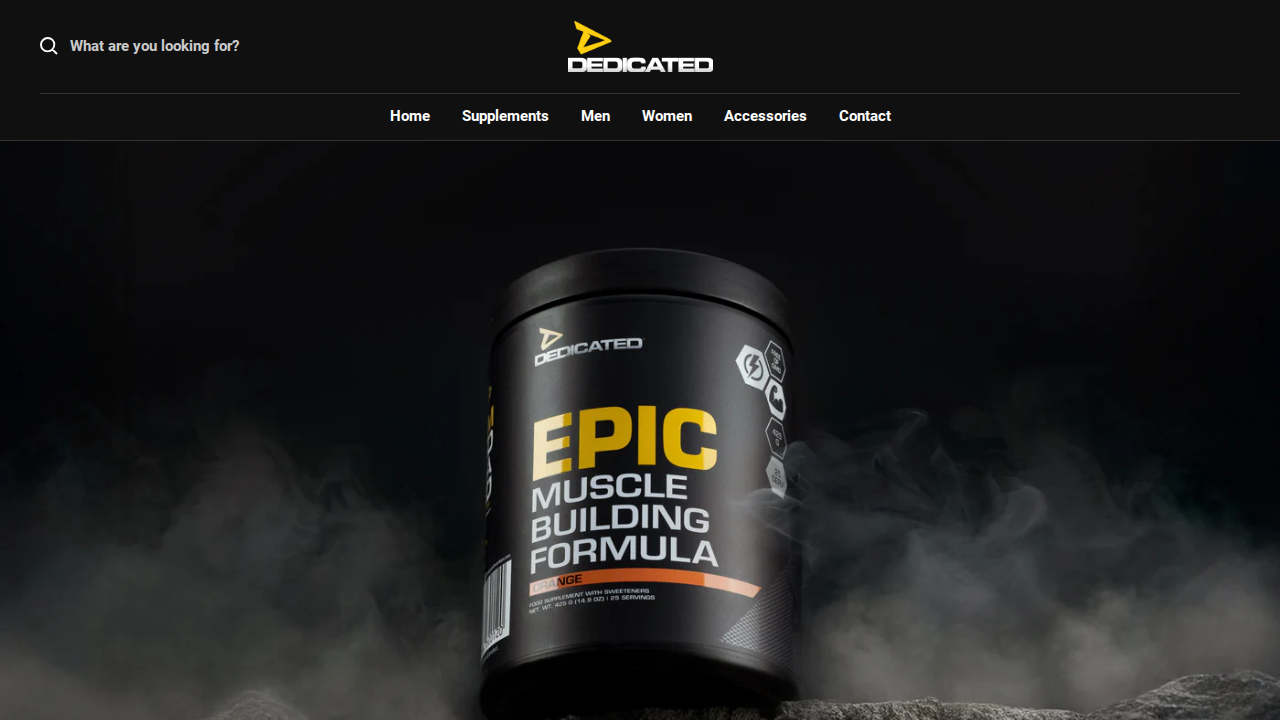 What are you looking for?
DEDICATED
Home Supplements Men Women Accessories Contact
DEDICATED
EPIC
MUSCLE
BUILDING
FORMULA
ORANGE
FOOD SUPPLEMENT WITH SWEETENERS
NET. WT. 425 G (14.9 OZ) | 25 SERVINGS